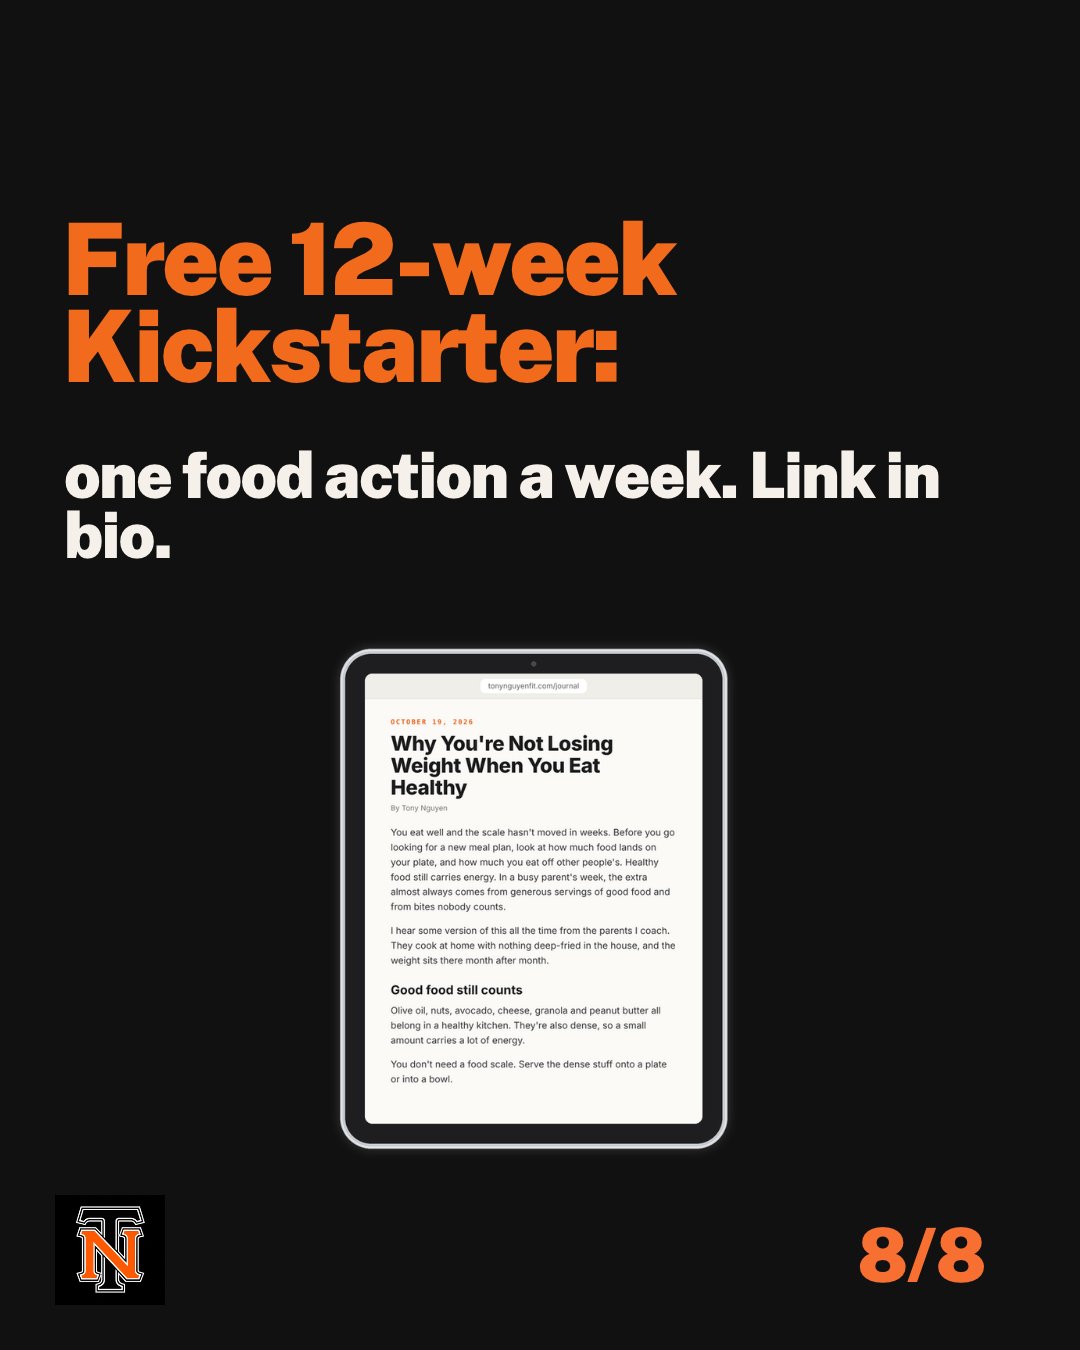 Free 12-week
Kickstarter:
one food action a week. Link in
bio.
tonynguyenfit.com/journal
OCTOBER 19, 2026
Why You're Not Losing
Weight When You Eat
Healthy
By Tony Nguyen
You eat well and the scale hasn't moved in weeks. Before you go
looking for a new meal plan, look at how much food lands on
your plate, and how much you eat off other people's. Healthy
food still carries energy. In a busy parent's week, the extra
almost always comes from generous servings of good food and
from bites nobody counts.
I hear some version of this all the time from the parents I coach.
They cook at home with nothing deep-fried in the house, and the
weight sits there month after month.
Good food still counts
Olive oil, nuts, avocado, cheese, granola and peanut butter all
belong in a healthy kitchen. They're also dense, so a small
amount carries a lot of energy.
You don't need a food scale. Serve the dense stuff onto a plate
or into a bowl.
TN
8/8